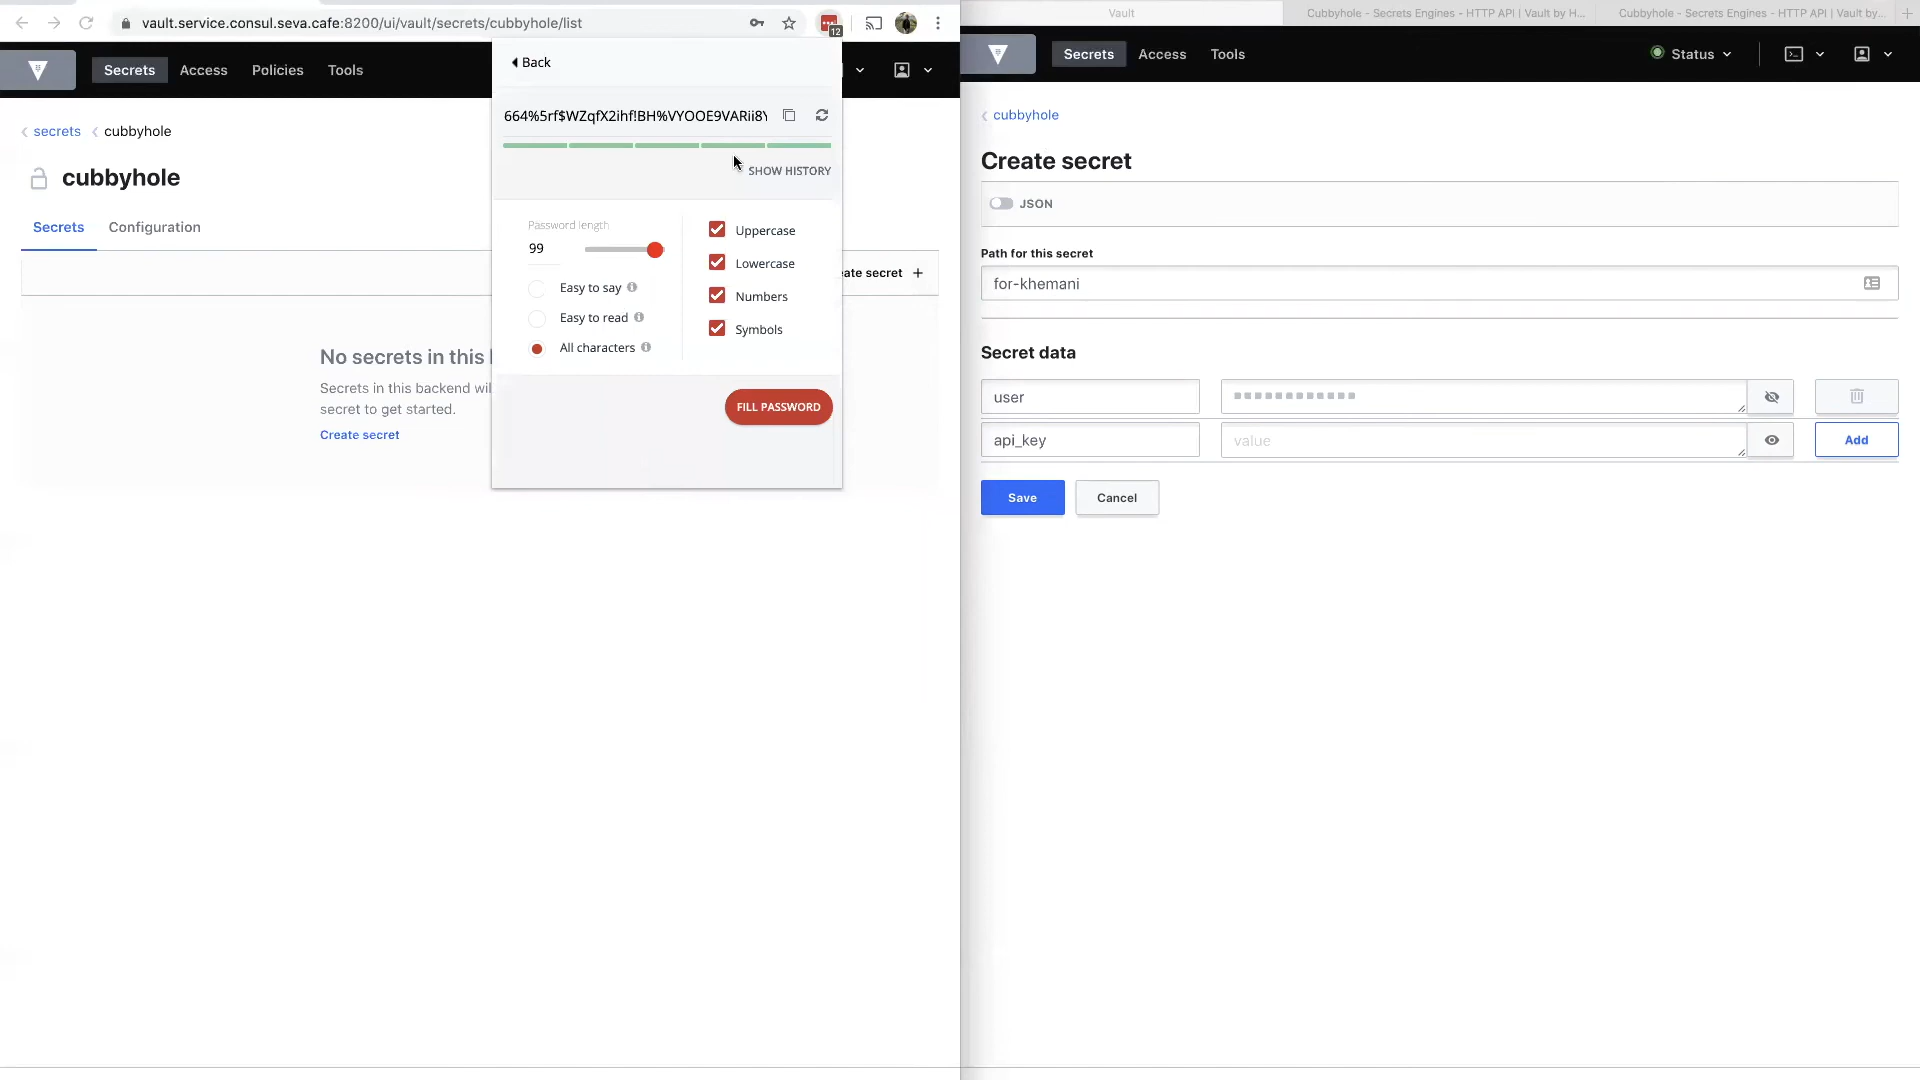 vault.service.consul.seva.cafe:8200/ui/vault/secrets/cubbyhole/list
12
Secrets
Access
Policies
Tools
secrets
cubbyhole
cubbyhole
Secrets
Configuration
eate secret +
No secrets in this
Secrets in this backend wil
secret to get started.
Create secret
Back
664%5rf$WZqfX2ihf!BH%VYOOE9VARii8Y
SHOW HISTORY
Password length
99
Easy to say
Easy to read
All characters
Uppercase
Lowercase
Numbers
Symbols
FILL PASSWORD
Vault
Cubbyhole - Secrets Engines - HTTP API | Vault by H...
Cubbyhole - Secrets Engines - HTTP API | Vault by...
Secrets
Access
Tools
Status
cubbyhole
Create secret
JSON
Path for this secret
for-khemani
Secret data
user
api_key
value
Add
Save
Cancel